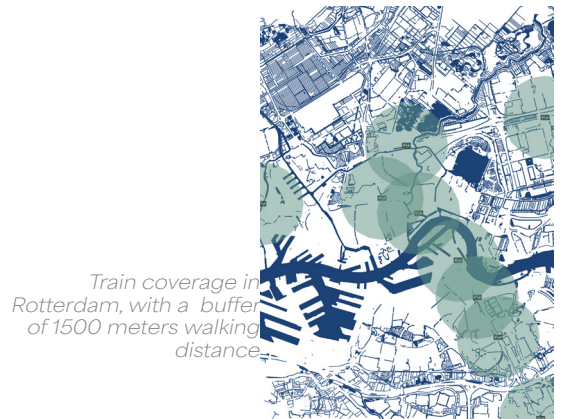 Train coverage in
Rotterdam, with a buffer
of 1500 meters walking
distance